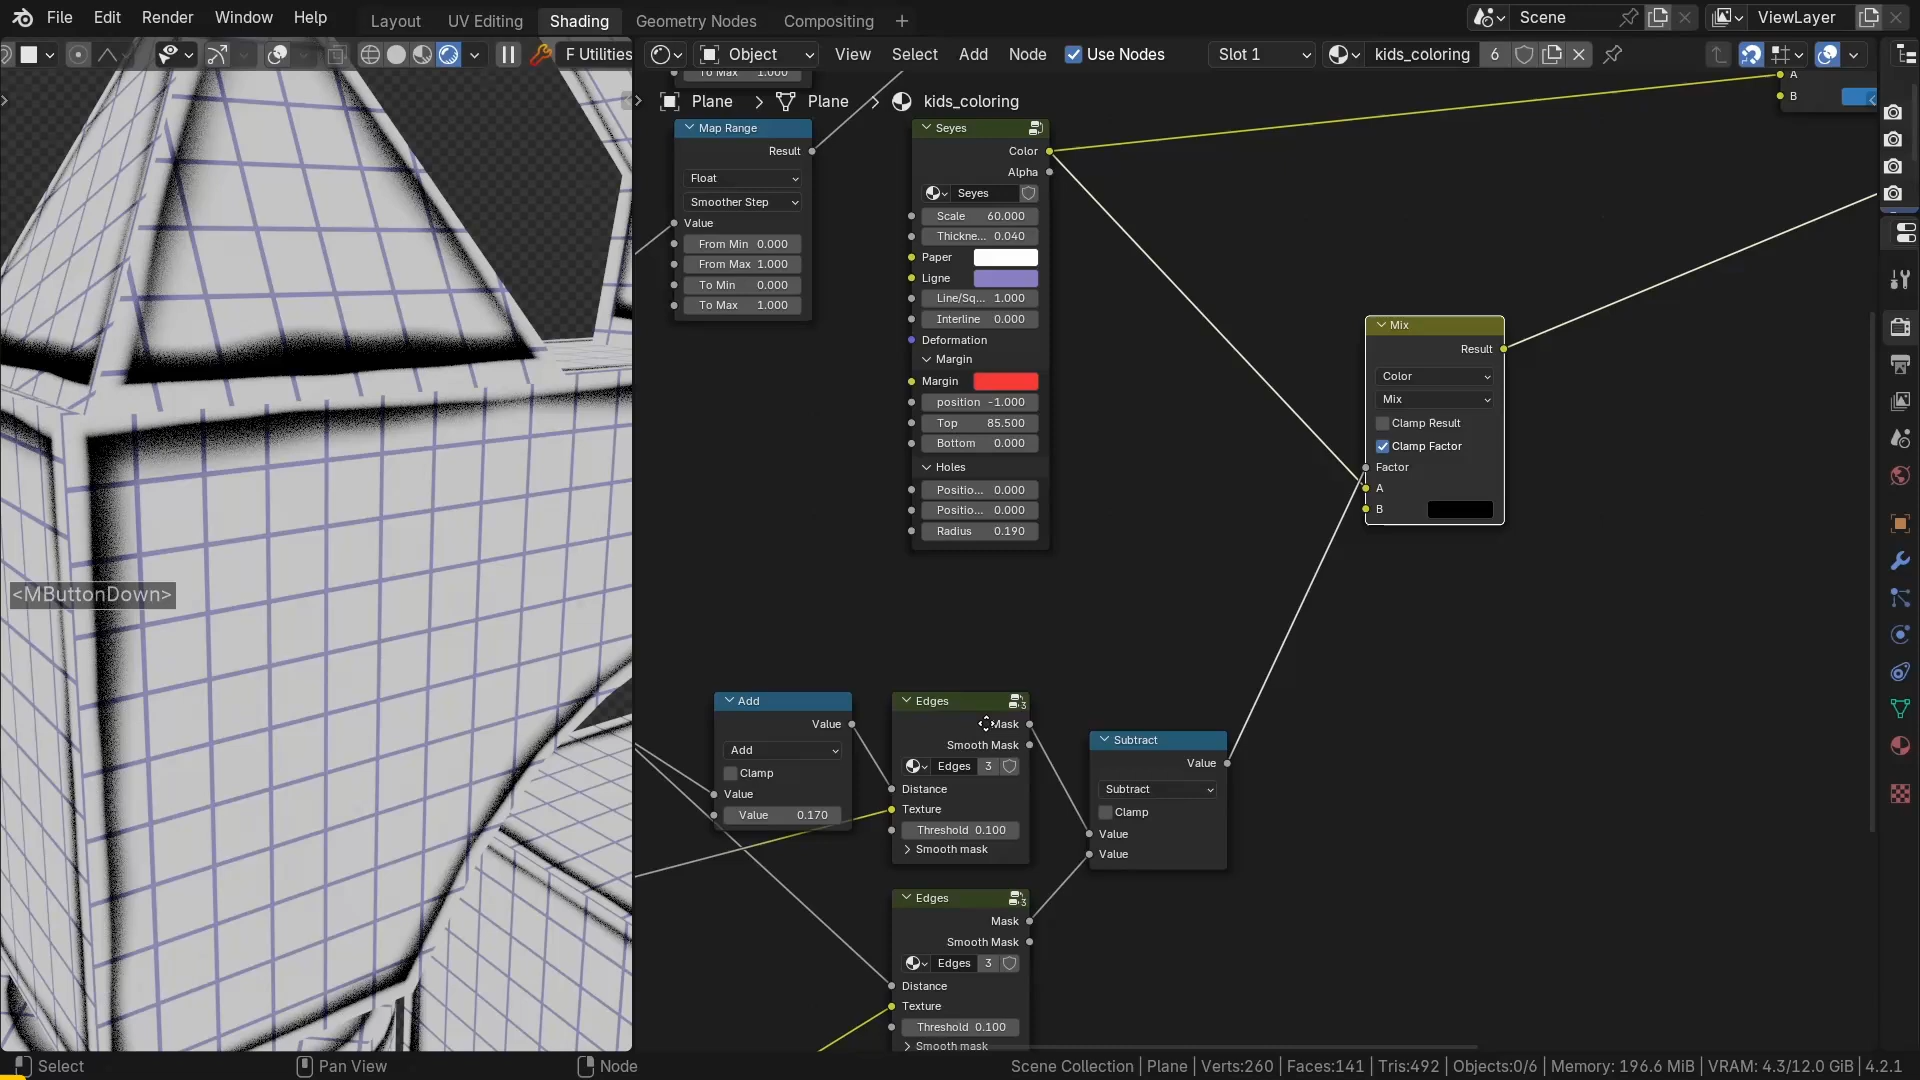 File Edit Render Window Help
Layout UV Editing Shading Geometry Nodes Compositing +
Scene ViewLayer
F Utilities
Object View Select Add Node Use Nodes Slot 1 kids_coloring 6
To Max 1.000
Plane > Plane > kids_coloring
A
B
Map Range
Result
Float
Smoother Step
Value
From Min 0.000
From Max 1.000
To Min 0.000
To Max 1.000
Seyes
Color
Alpha
Seyes
Scale 60.000
Thickne... 0.040
Paper
Ligne
Line/Sq... 1.000
Interline 0.000
Deformation
Margin
Margin
position -1.000
Top 85.500
Bottom 0.000
Holes
Positio... 0.000
Positio... 0.000
Radius 0.190
Mix
Result
Color
Mix
Clamp Result
Clamp Factor
Factor
A
B
<MButtonDown>
Add
Value
Add
Clamp
Value
Value 0.170
Edges 3
Mask
Smooth Mask
Edges 3
Distance
Texture
Threshold 0.100
Smooth mask
Subtract
Value
Subtract
Clamp
Value
Value
Edges 3
Mask
Smooth Mask
Edges 3
Distance
Texture
Threshold 0.100
Smooth mask
Select Pan View Node
Scene Collection | Plane | Verts:260 | Faces:141 | Tris:492 | Objects:0/6 | Memory: 196.6 MiB | VRAM: 4.3/12.0 GiB | 4.2.1